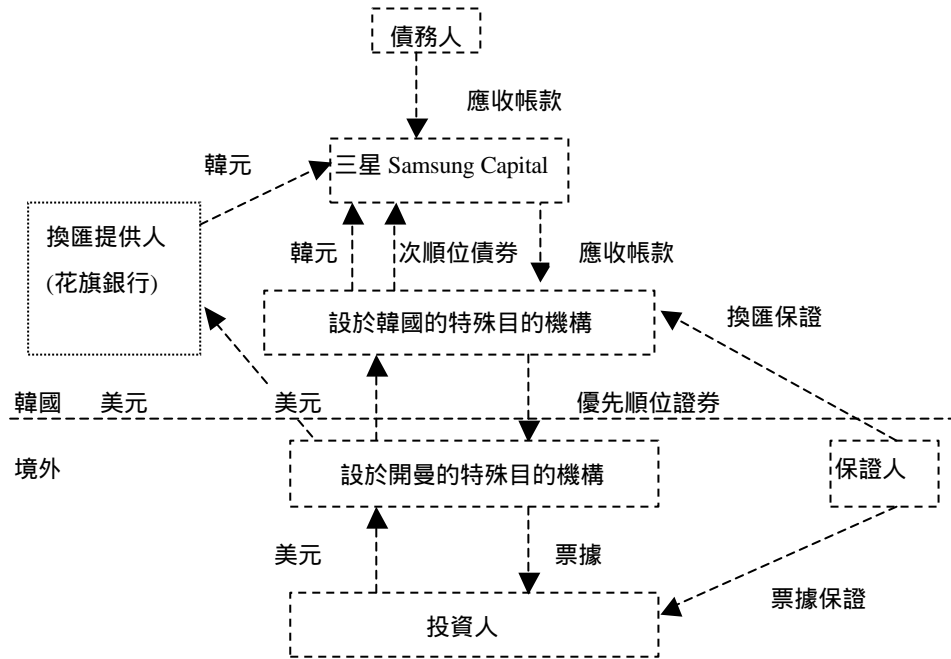 債務人
應收帳款
三星 Samsung Capital
韓元
換匯提供人
(花旗銀行)
韓元
次順位債券
應收帳款
設於韓國的特殊目的機構
換匯保證
韓國
美元
美元
優先順位證券
境外
設於開曼的特殊目的機構
保證人
美元
票據
票據保證
投資人